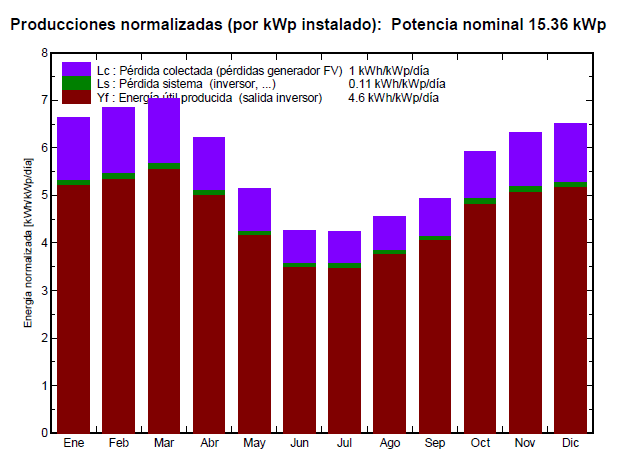 Producciones normalizadas (por kWp instalado):  Potencia nominal 15.36 kWp
8
Lc : Pérdida colectada (pérdidas generador FV)  1 kWh/kWp/día
Ls : Pérdida sistema  (inversor, ...)  0.11 kWh/kWp/día
Yf : Energía útil producida  (salida inversor)  4.6 kWh/kWp/día
7
6
5
4
3
2
1
0
Energía normalizada [kWh/kWp/día]
Ene Feb Mar Abr May Jun Jul Ago Sep Oct Nov Dic